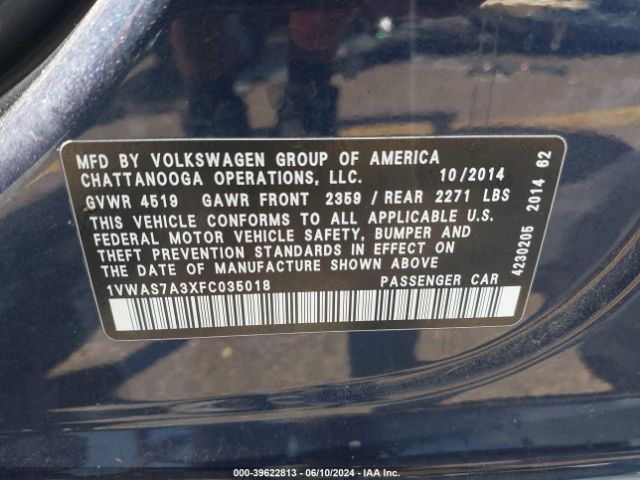 MFD BY VOLKSWAGEN GROUP OF AMERICA
CHATTANOOGA OPERATIONS, LLC. 10/2014
GVWR 4519 GAWR FRONT 2359 / REAR 2271 LBS
THIS VEHICLE CONFORMS TO ALL APPLICABLE U.S.
FEDERAL MOTOR VEHICLE SAFETY, BUMPER AND
THEFT PREVENTION STANDARDS IN EFFECT ON
THE DATE OF MANUFACTURE SHOWN ABOVE
1VWAS7A3XFC035018 PASSENGER CAR
4230205 2014 62
000-39622813 - 06/10/2024 - IAA Inc.